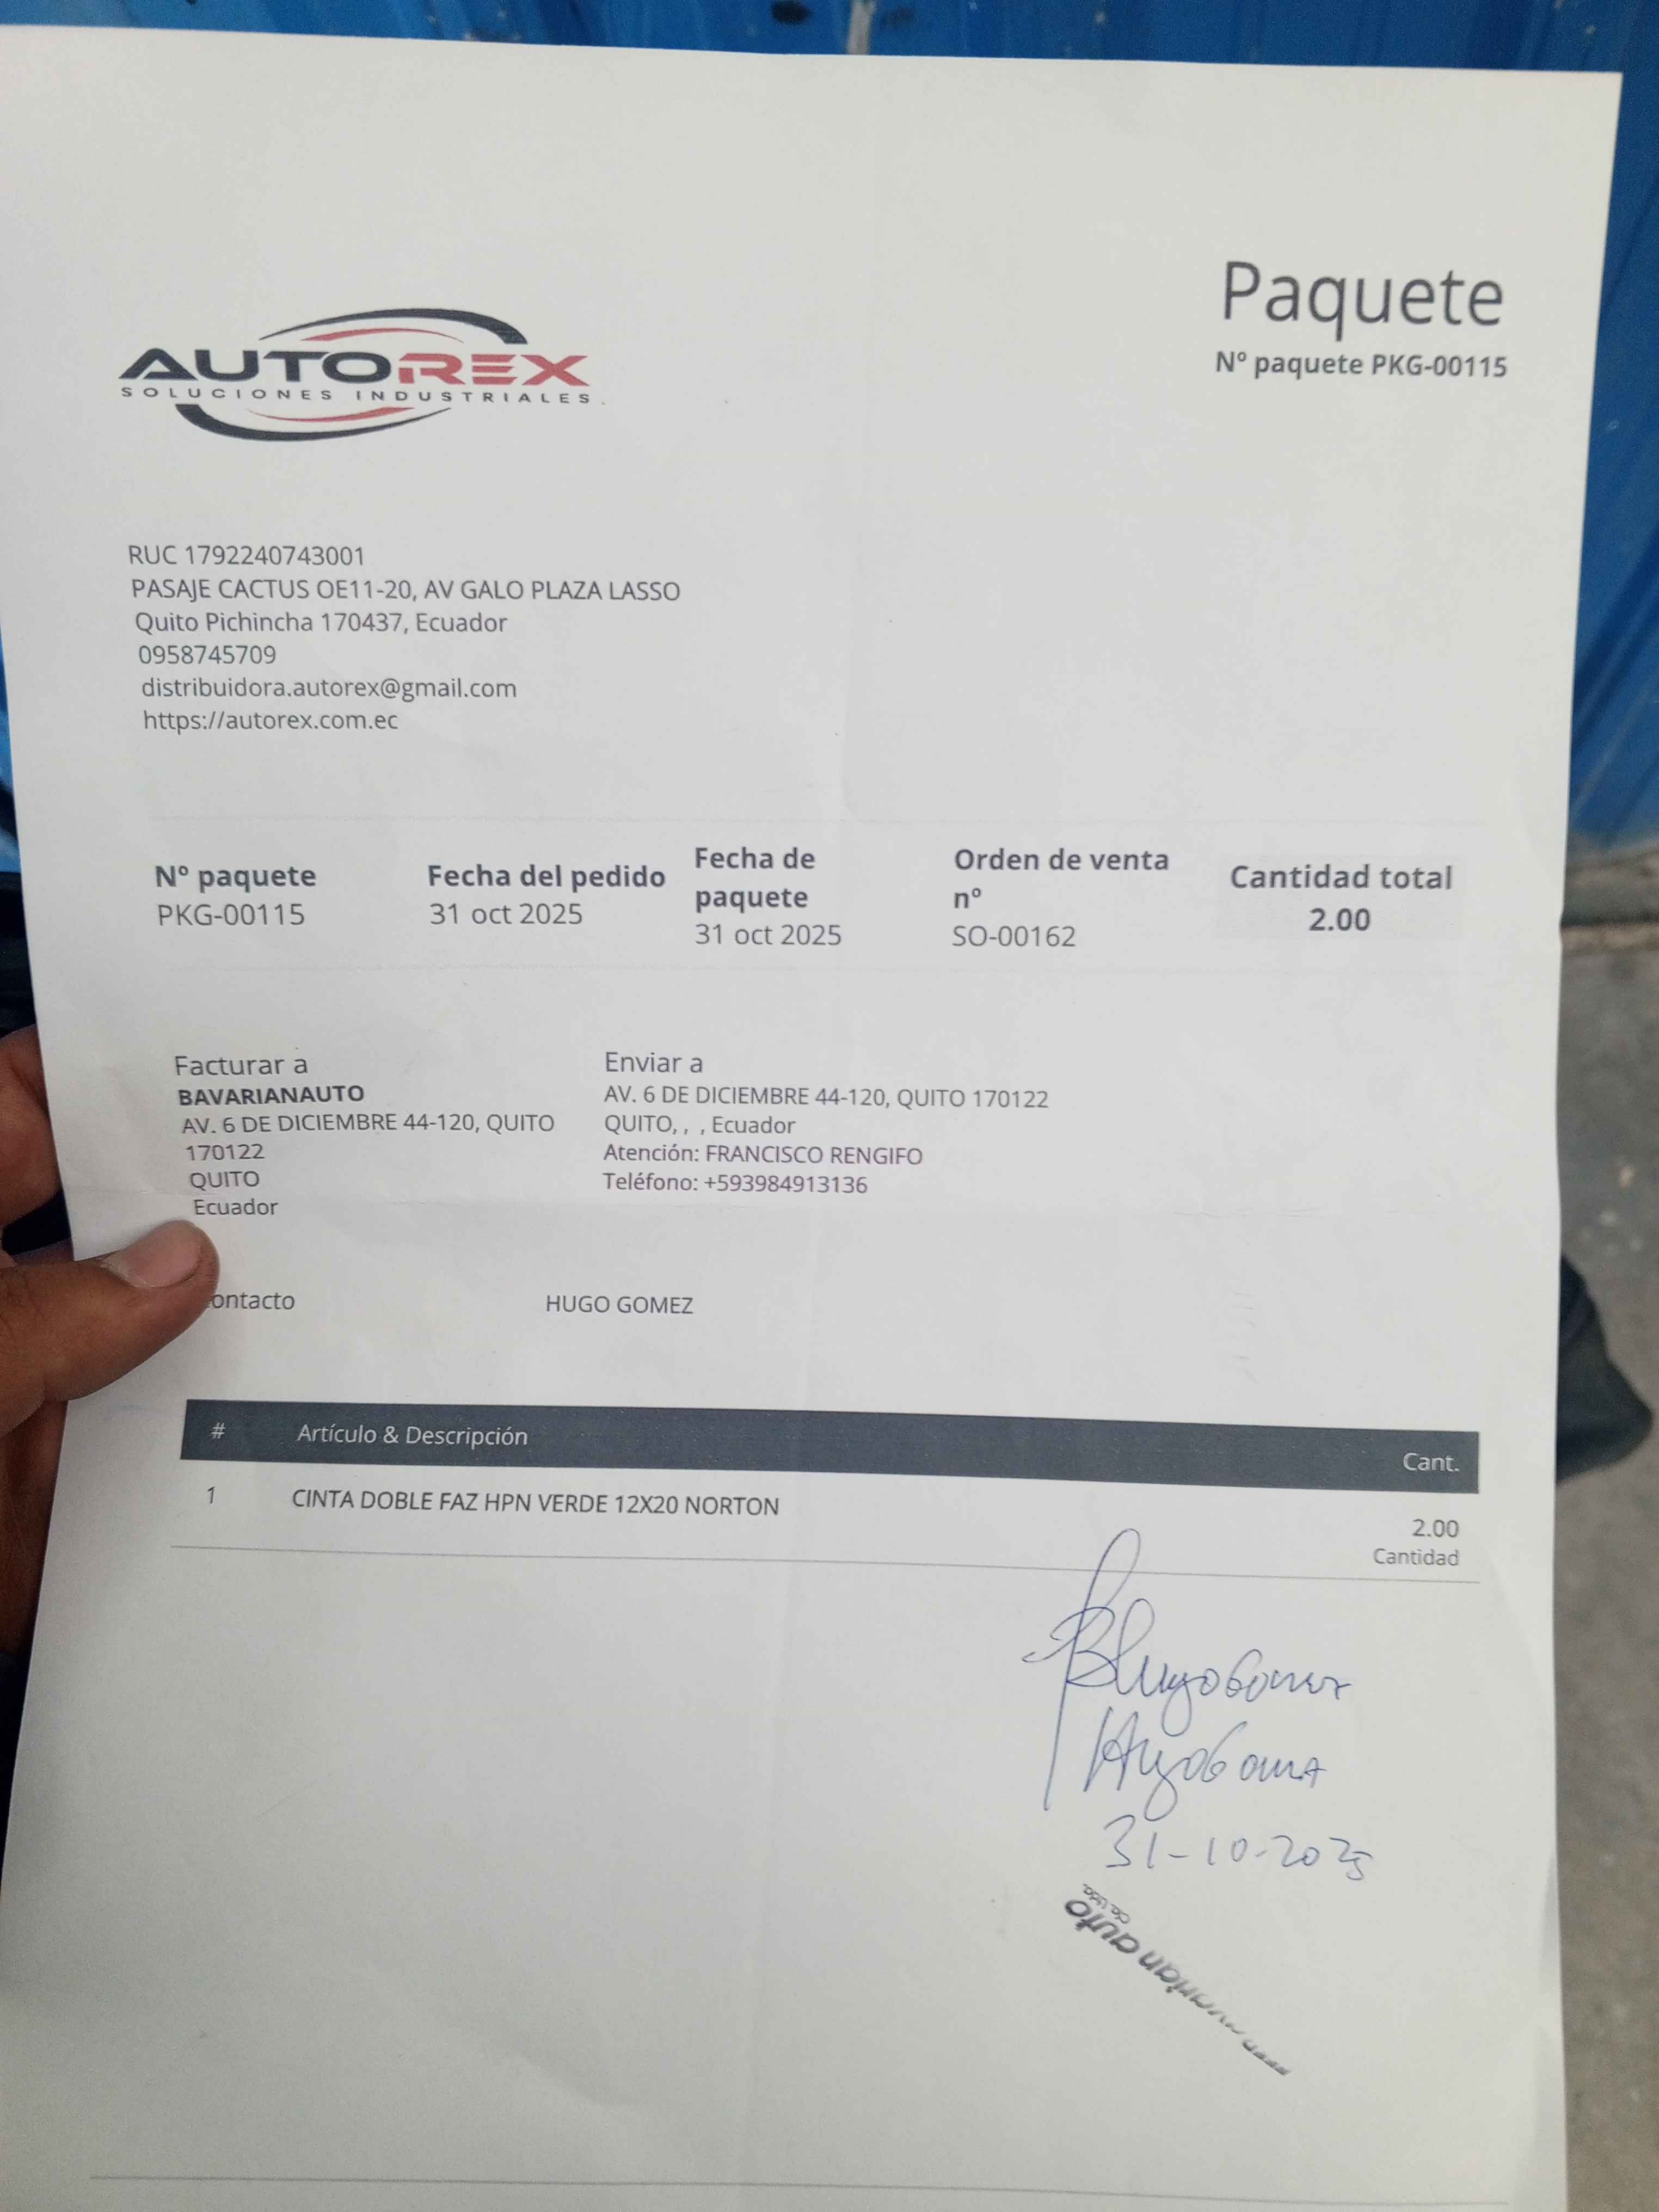 AUTOREX
SOLUCIONES INDUSTRIALES.
Paquete
Nº paquete PKG-00115
RUC 1792240743001
PASAJE CACTUS OE11-20, AV GALO PLAZA LASSO
Quito Pichincha 170437, Ecuador
0958745709
distribuidora.autorex@gmail.com
https://autorex.com.ec
Nº paquete
PKG-00115
Fecha del pedido
31 oct 2025
Fecha de
paquete
31 oct 2025
Orden de venta
nº
SO-00162
Cantidad total
2.00
Facturar a
BAVARIANAUTO
AV. 6 DE DICIEMBRE 44-120, QUITO
170122
QUITO
Ecuador
Enviar a
AV. 6 DE DICIEMBRE 44-120, QUITO 170122
QUITO, , , Ecuador
Atención: FRANCISCO RENGIFO
Teléfono: +593984913136
ontacto HUGO GOMEZ
# Artículo & Descripción Cant.
1 CINTA DOBLE FAZ HPN VERDE 12X20 NORTON 2.00
Cantidad
Hugo Gomez
31-10-2025
auto
Cia. Ltda.